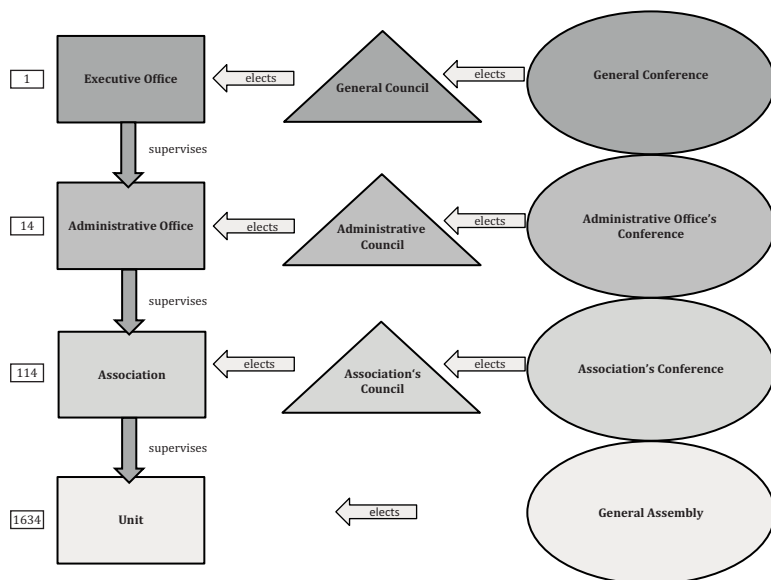 1
Executive Office
elects
General Council
elects
General Conference
supervises
14
Administrative Office
elects
Administrative
Council
elects
Administrative Office's
Conference
supervises
114
Association
elects
Association's
Council
elects
Association's Conference
supervises
1634
Unit
elects
General Assembly